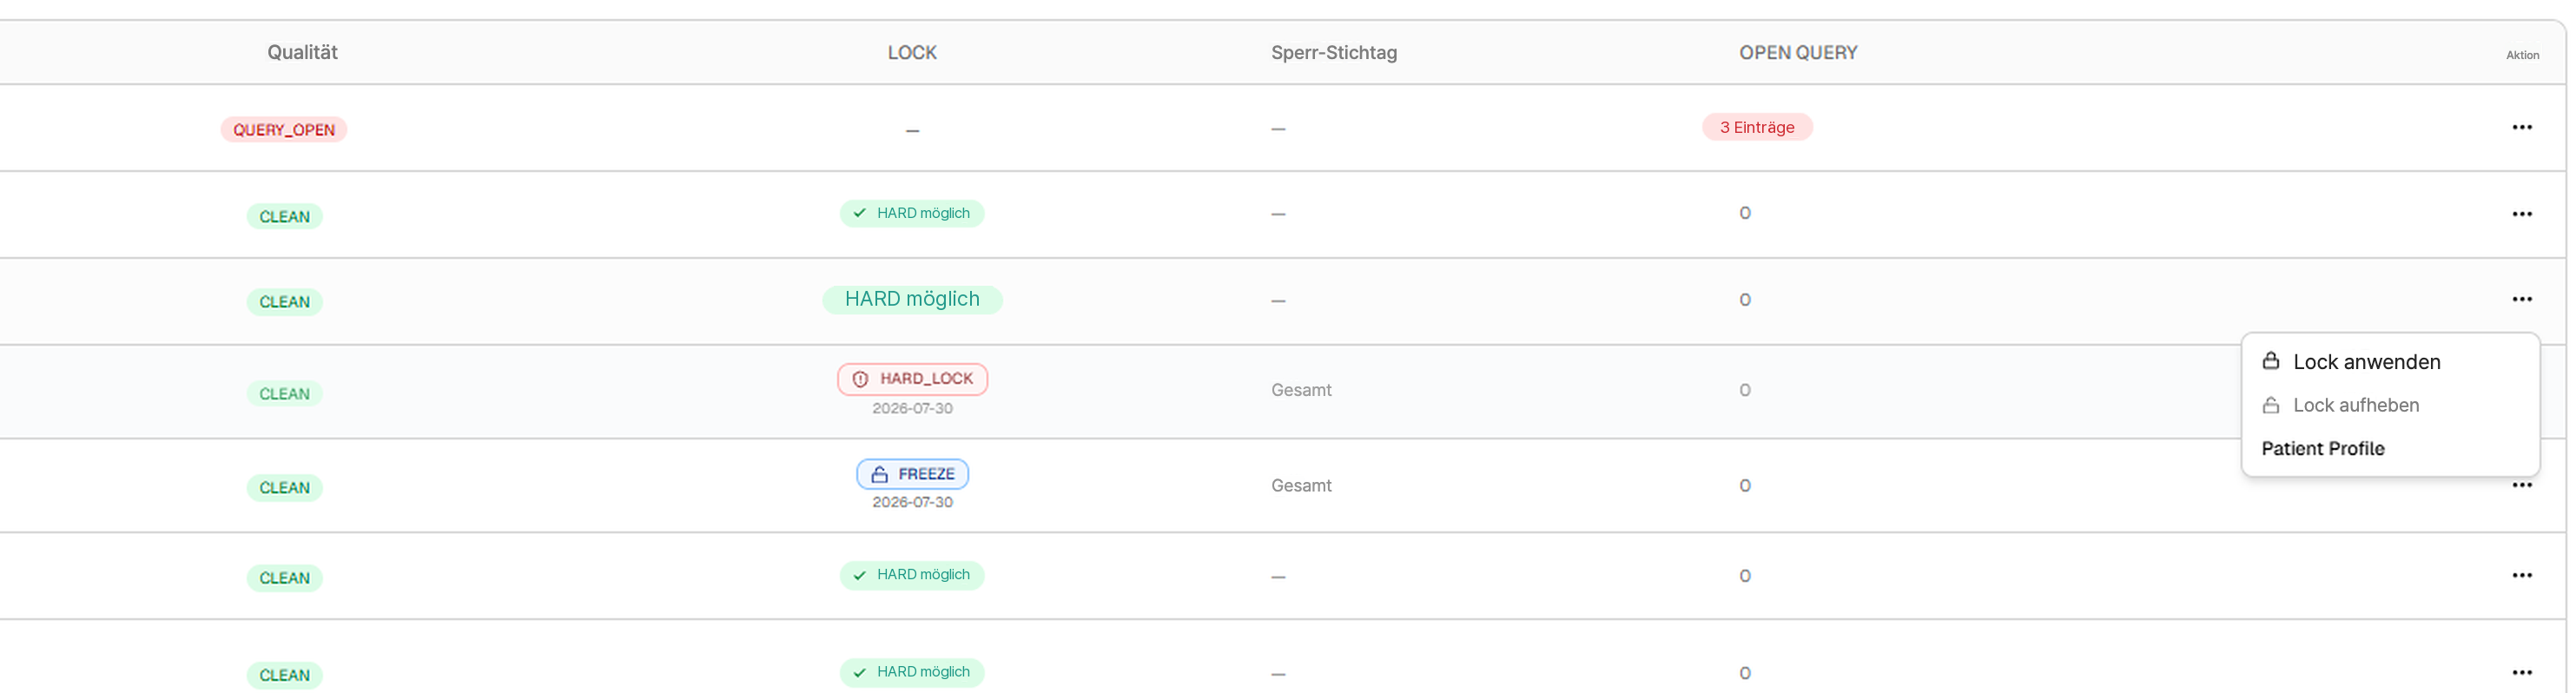 Qualität LOCK Sperr-Stichtag OPEN QUERY Aktion
QUERY_OPEN – — 3 Einträge •••
CLEAN HARD möglich — 0 •••
CLEAN HARD möglich — 0 •••
CLEAN HARD_LOCK Gesamt 0
2026-07-30
CLEAN FREEZE Gesamt 0 •••
2026-07-30
CLEAN HARD möglich — 0 •••
CLEAN HARD möglich — 0 •••
Lock anwenden
Lock aufheben
Patient Profile